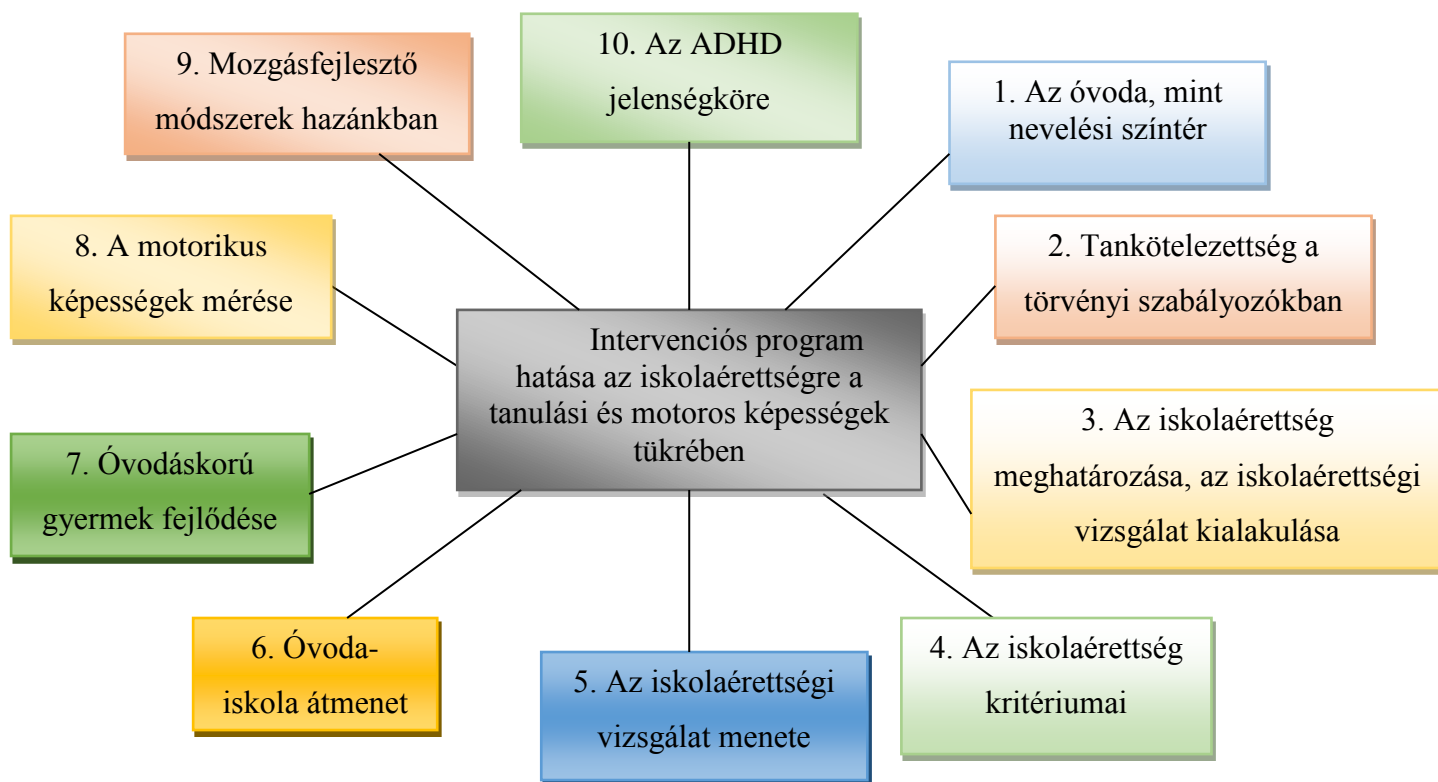 9. Mozgásfejlesztő
módszerek hazánkban
10. Az ADHD
jelenségköre
1. Az óvoda, mint
nevelési színtér
8. A motorikus
képességek mérése
2. Tankötelezettség a
törvényi szabályozókban
Intervenciós program
hatása az iskolaérettségre a
tanulási és motoros képességek
tükrében
7. Óvodáskorú
gyermek fejlődése
3. Az iskolaérettség
meghatározása, az iskolaérettségi
vizsgálat kialakulása
6. Óvoda-
iskola átmenet
5. Az iskolaérettségi
vizsgálat menete
4. Az iskolaérettség
kritériumai